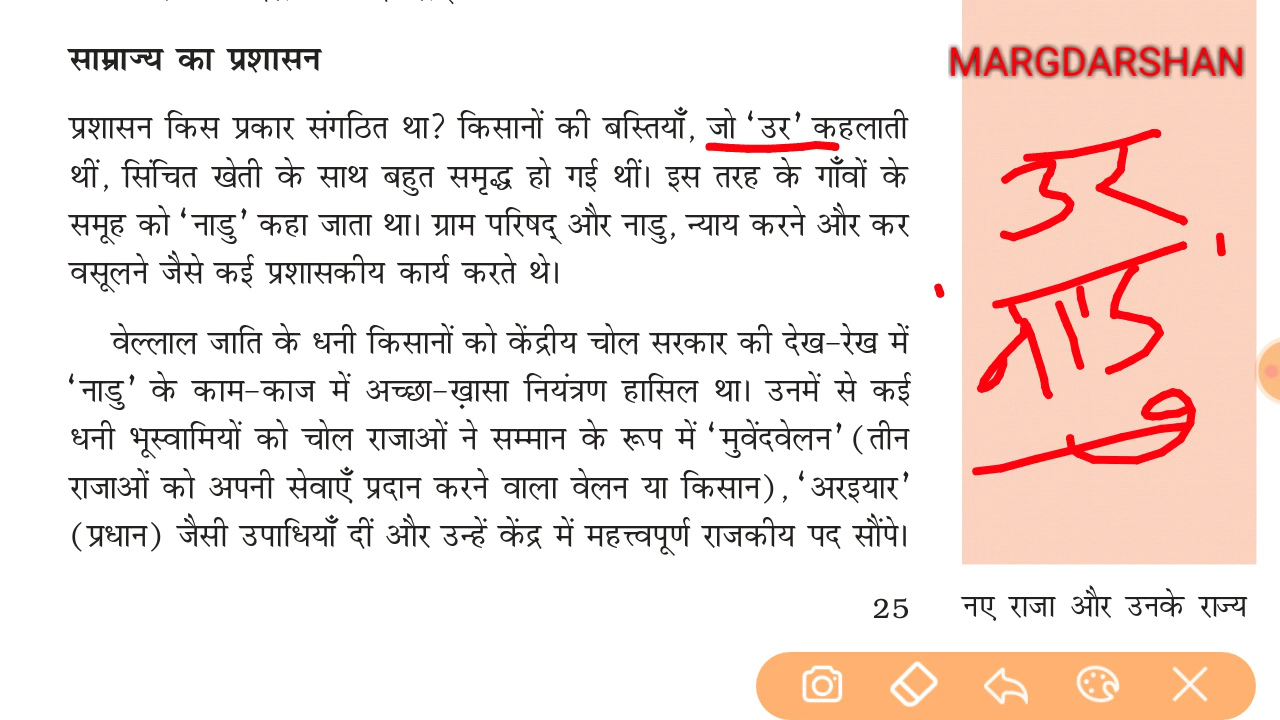 साम्राज्य का प्रशासन
MARGDARSHAN
प्रशासन किस प्रकार संगठित था? किसानों की बस्तियाँ, जो ‘उर’ कहलाती
थीं, सिंचित खेती के साथ बहुत समृद्ध हो गई थीं। इस तरह के गाँवों के
समूह को ‘नाडु’ कहा जाता था। ग्राम परिषद् और नाडु, न्याय करने और कर
वसूलने जैसे कई प्रशासकीय कार्य करते थे।
वेल्लाल जाति के धनी किसानों को केंद्रीय चोल सरकार की देख-रेख में
‘नाडु’ के काम-काज में अच्छा-ख़ासा नियंत्रण हासिल था। उनमें से कई
धनी भूस्वामियों को चोल राजाओं ने सम्मान के रूप में ‘मुवेंदवेलन’ (तीन
राजाओं को अपनी सेवाएँ प्रदान करने वाला वेलन या किसान), ‘अरइयार’
(प्रधान) जैसी उपाधियाँ दीं और उन्हें केंद्र में महत्त्वपूर्ण राजकीय पद सौंपे।
उर
नाडु
25
नए राजा और उनके राज्य